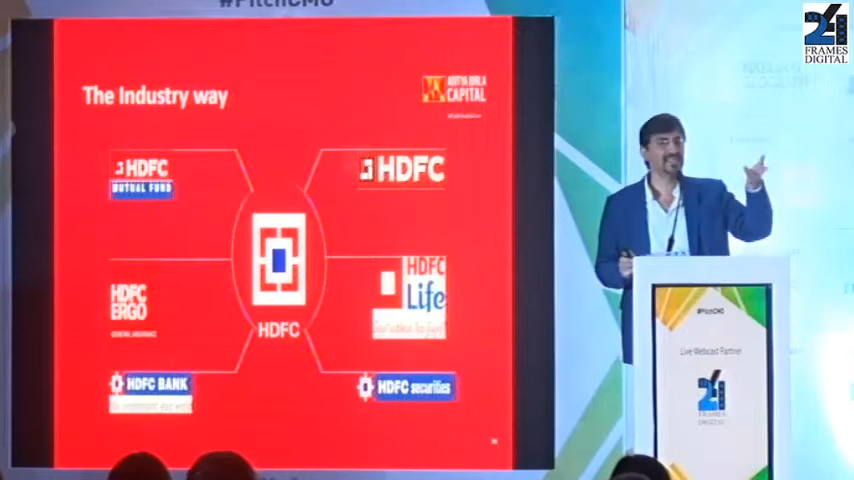 #PitchCMO
24
FRAMES
DIGITAL
The Industry way
ADITYA BIRLA
CAPITAL
HDFC
MUTUAL FUND
HDFC
HDFC
ERGO
GENERAL INSURANCE
HDFC
Life
HDFC
HDFC BANK
HDFC securities
#PitchCMO
Live Webcast Partner
24
FRAMES
DIGITAL